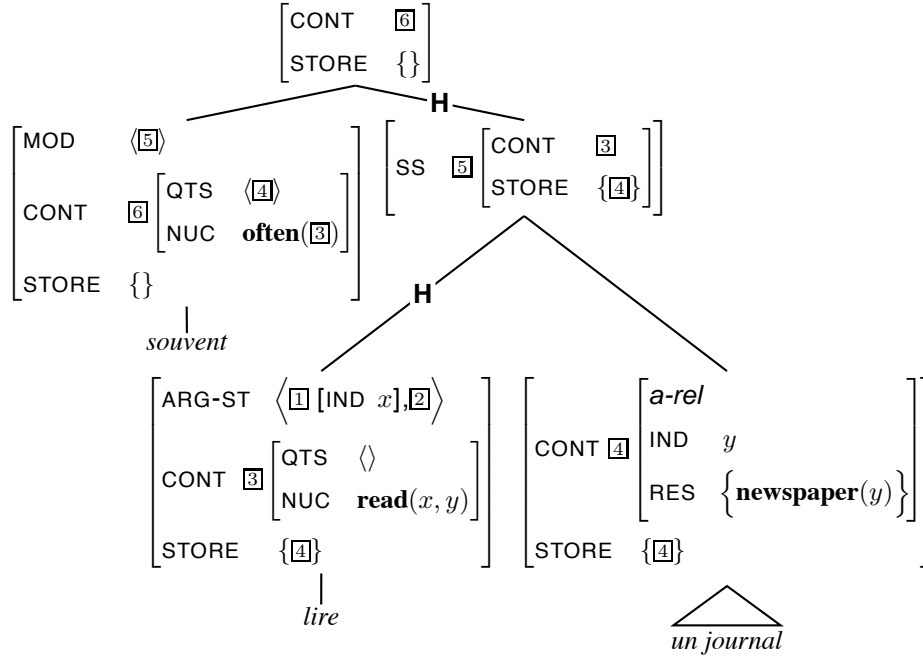 CONT 6
STORE {}
H
MOD ⟨5⟩
CONT 6 QTS ⟨4⟩
NUC often(3)
STORE {}
SS 5 CONT 3
STORE {4}
souvent
H
ARG-ST ⟨1 [IND x],2⟩
CONT 3 QTS ⟨⟩
NUC read(x, y)
STORE {4}
lire
CONT 4 a-rel
IND y
RES {newspaper(y)}
STORE {4}
un journal